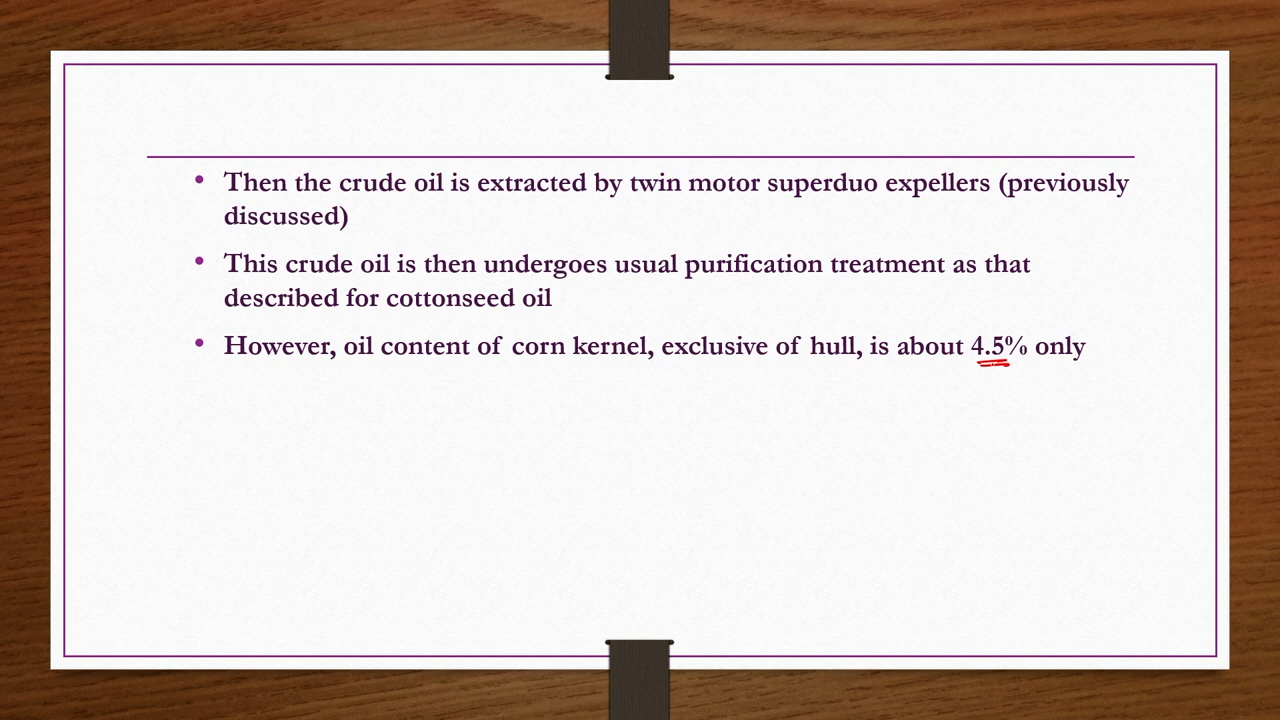 • Then the crude oil is extracted by twin motor superduo expellers (previously
discussed)
• This crude oil is then undergoes usual purification treatment as that
described for cottonseed oil
• However, oil content of corn kernel, exclusive of hull, is about 4.5% only